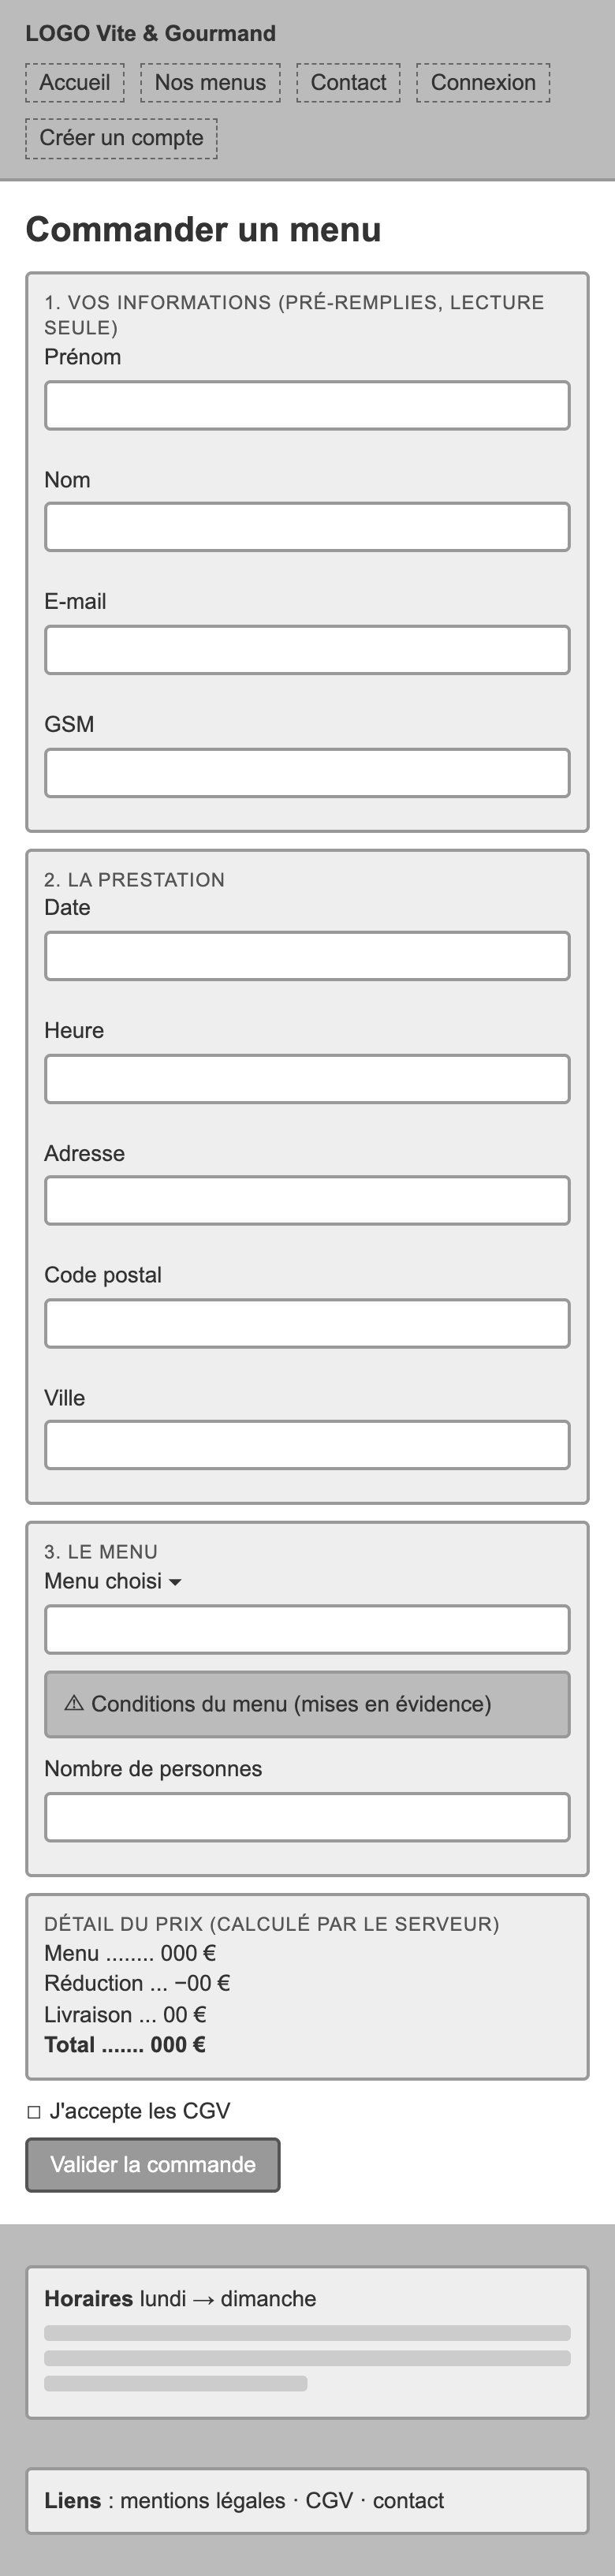 LOGO Vite & Gourmand
Accueil Nos menus Contact Connexion
Créer un compte
Commander un menu
1. VOS INFORMATIONS (PRÉ-REMPLIES, LECTURE
SEULE)
Prénom
Nom
E-mail
GSM
2. LA PRESTATION
Date
Heure
Adresse
Code postal
Ville
3. LE MENU
Menu choisi ▾
⚠ Conditions du menu (mises en évidence)
Nombre de personnes
DÉTAIL DU PRIX (CALCULÉ PAR LE SERVEUR)
Menu ........ 000 €
Réduction ... −00 €
Livraison ... 00 €
Total ....... 000 €
☐ J'accepte les CGV
Valider la commande
Horaires lundi → dimanche
Liens : mentions légales · CGV · contact